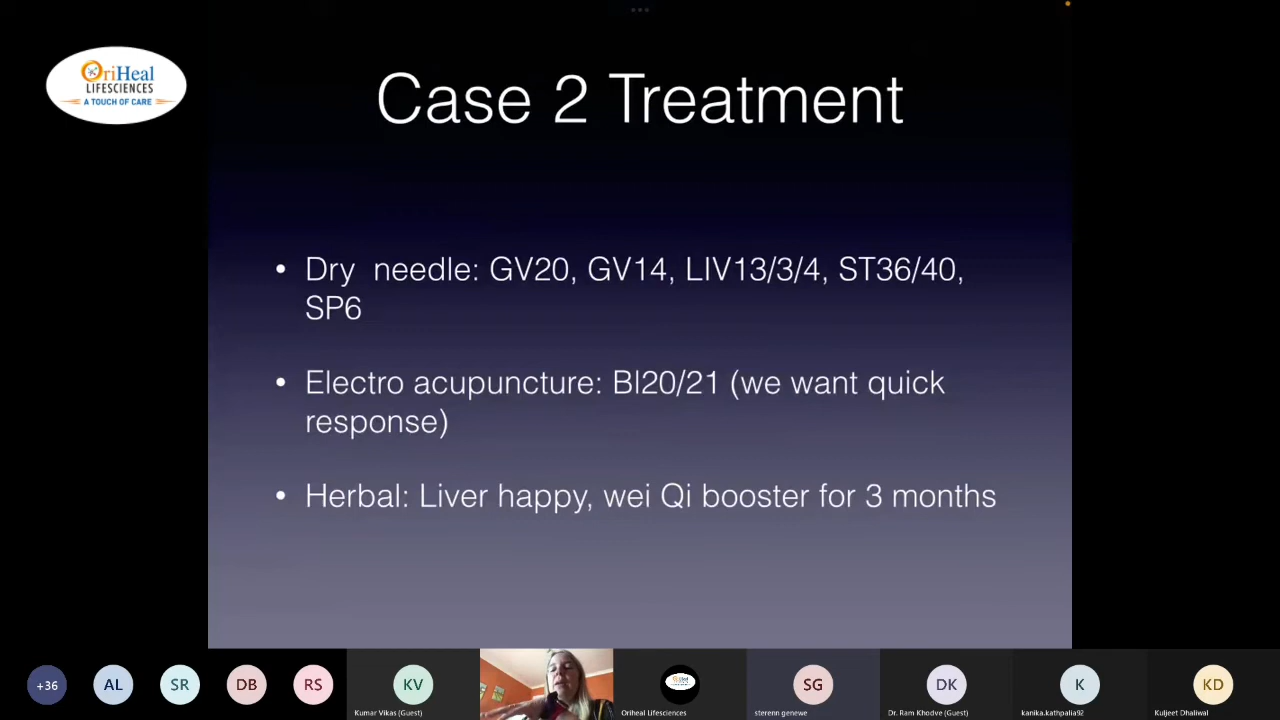 OriHeal
LIFESCIENCES
A TOUCH OF CARE
Case 2 Treatment
• Dry needle: GV20, GV14, LIV13/3/4, ST36/40,
SP6
• Electro acupuncture: Bl20/21 (we want quick
response)
• Herbal: Liver happy, wei Qi booster for 3 months
+36
AL
SR
DB
RS
KV
Kumar Vikas (Guest)
Oriheal Lifesciences
SG
sterenn genewe
DK
Dr. Ram Khodve (Guest)
K
kanika.kathpalia92
KD
Kuljeet Dhaliwal